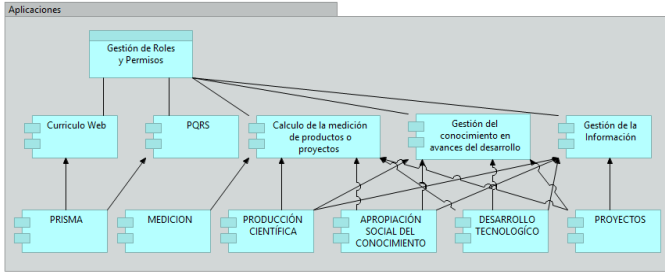 Aplicaciones
Gestión de Roles
y Permisos
Curriculo Web
PQRS
Calculo de la medición
de productos o
proyectos
Gestión del
conocimiento en
avances del desarrollo
Gestión de la
Información
PRISMA
MEDICION
PRODUCCIÓN
CIENTÍFICA
APROPIACIÓN
SOCIAL DEL
CONOCIMIENTO
DESARROLLO
TECNOLOGÍCO
PROYECTOS